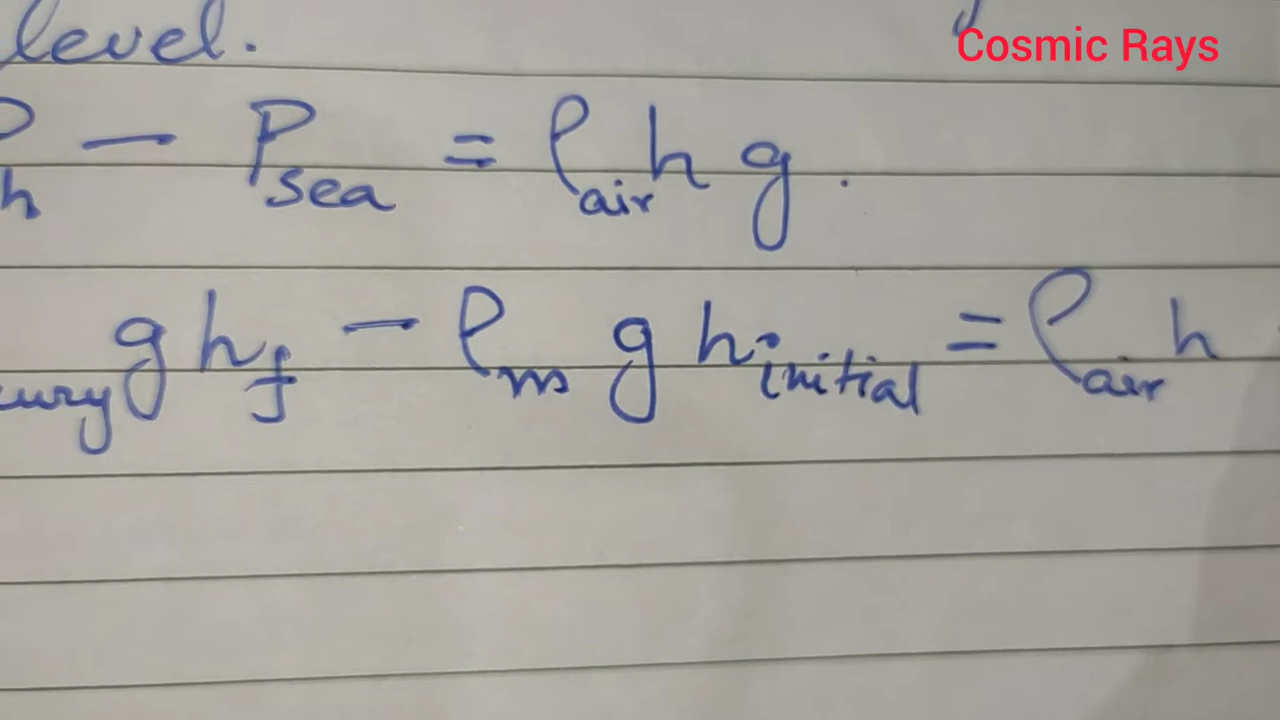 level.
Cosmic Rays
P_h − P_sea = ρ_air h g .
g h_f − ρ_m g h_initial = ρ_air h